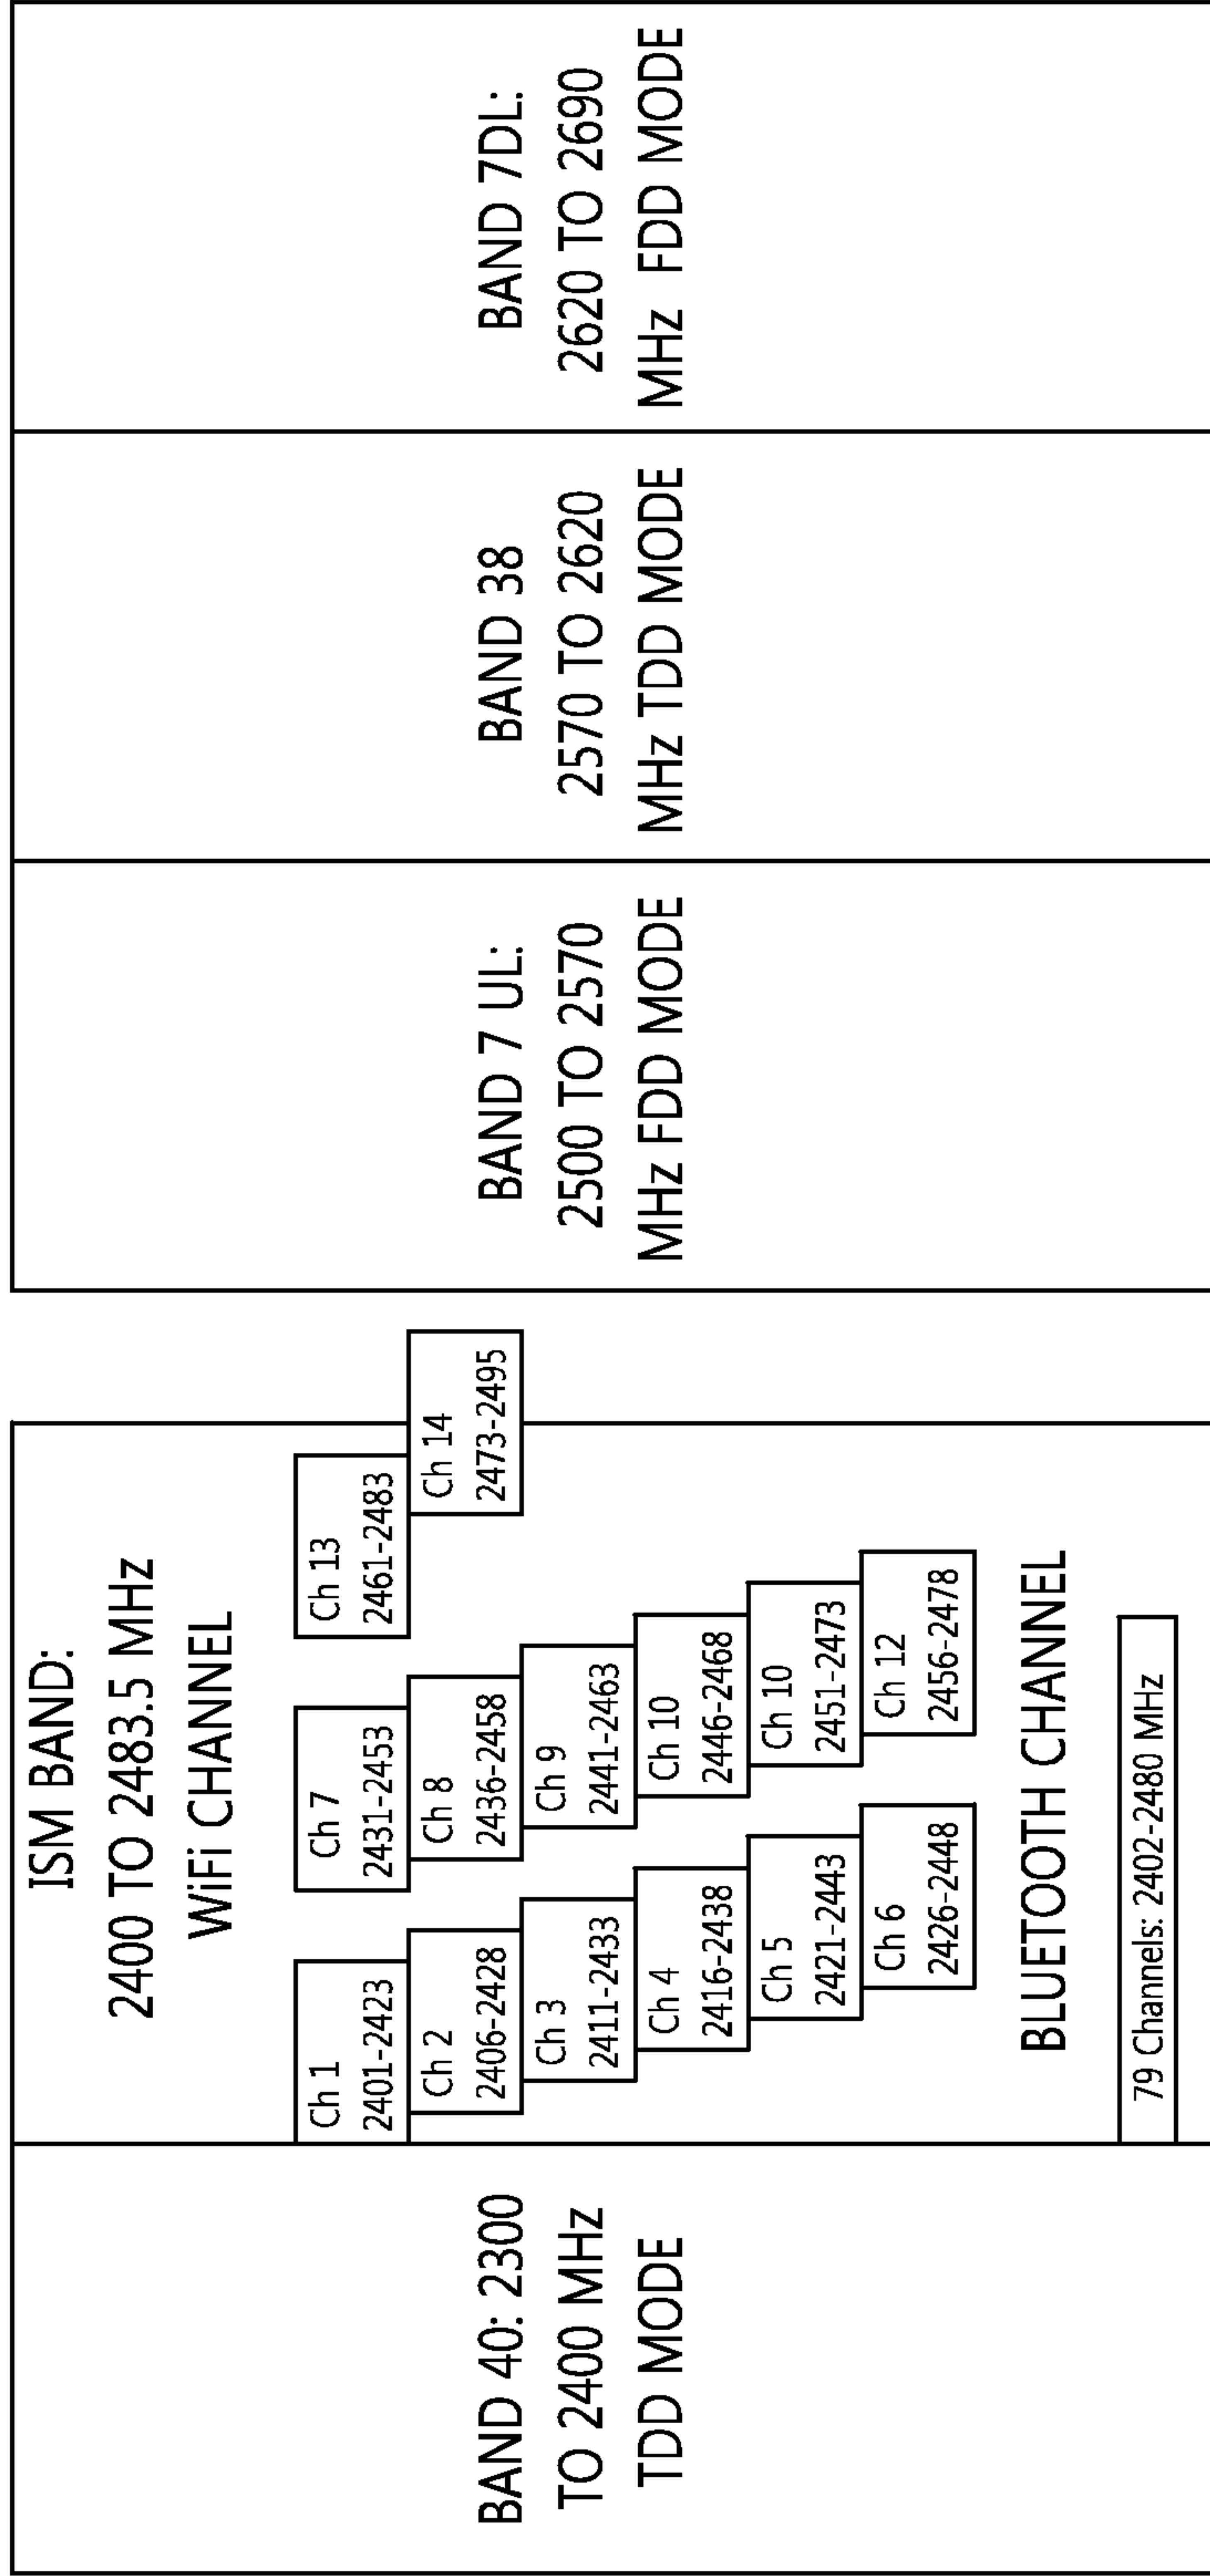 BAND 40: 2300
TO 2400 MHz
TDD MODE
ISM BAND:
2400 TO 2483.5 MHz
WiFi CHANNEL
Ch 1
2401-2423
Ch 2
2406-2428
Ch 3
2411-2433
Ch 4
2416-2438
Ch 5
2421-2443
Ch 6
2426-2448
Ch 7
2431-2453
Ch 8
2436-2458
Ch 9
2441-2463
Ch 10
2446-2468
Ch 10
2451-2473
Ch 12
2456-2478
Ch 13
2461-2483
Ch 14
2473-2495
BLUETOOTH CHANNEL
79 Channels: 2402-2480 MHz
BAND 7 UL:
2500 TO 2570
MHz FDD MODE
BAND 38
2570 TO 2620
MHz TDD MODE
BAND 7DL:
2620 TO 2690
MHz FDD MODE